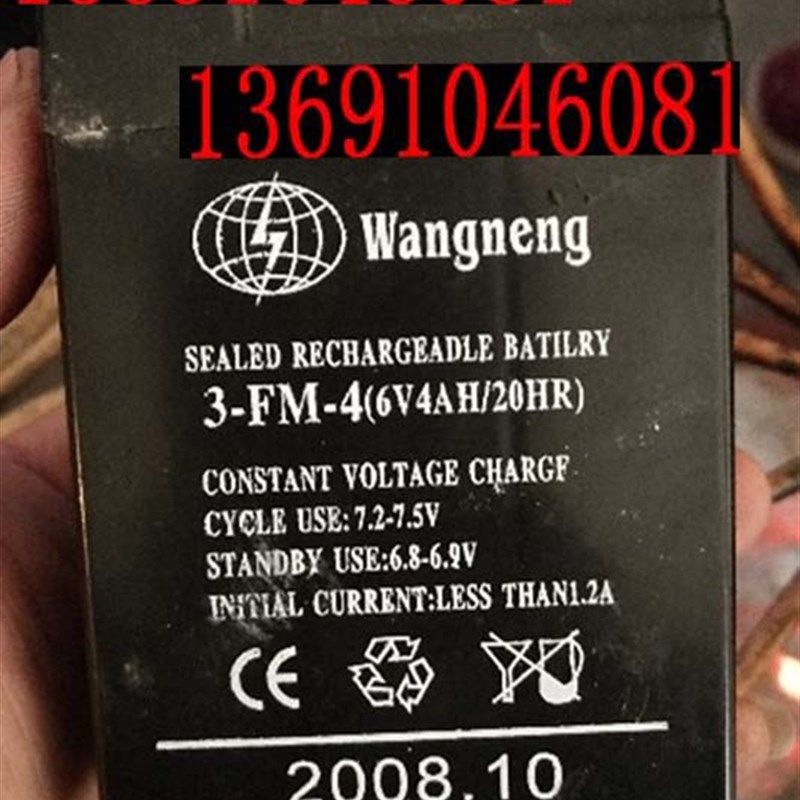 13691046081
13691046081
Wangneng
SEALED RECHARGEADLE BATILRY
3-FM-4(6V4AH/20HR)
CONSTANT VOLTAGE CHARGF
CYCLE USE:7.2-7.5V
STANDBY USE:6.8-6.9V
INITIAL CURRENT:LESS THAN1.2A
CE
2008.10